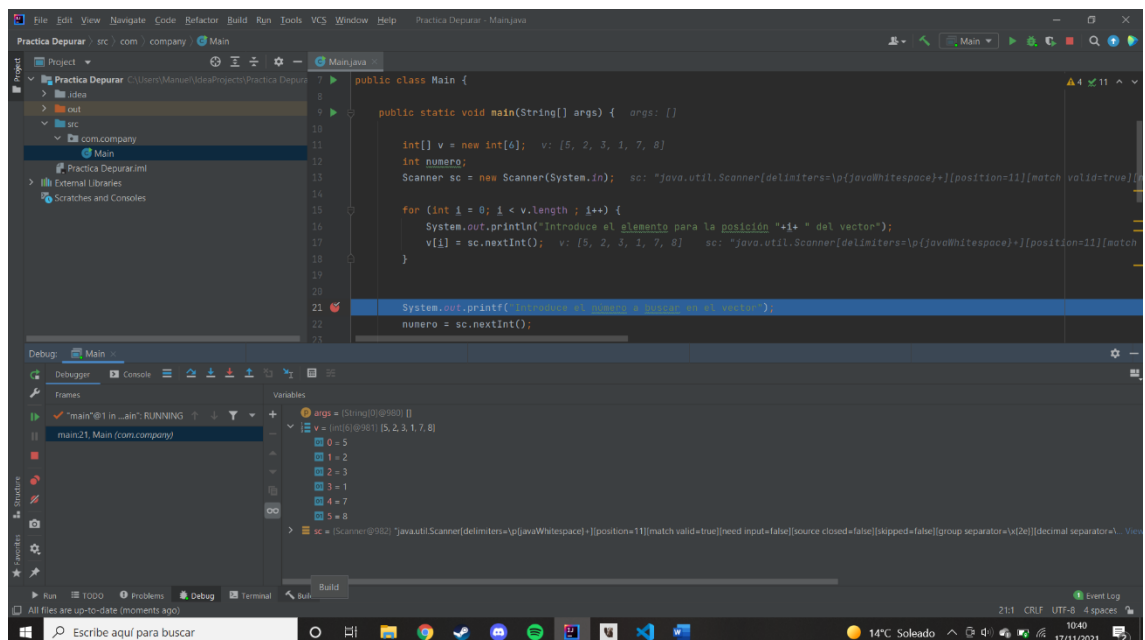 File Edit View Navigate Code Refactor Build Run Tools VCS Window Help Practica Depurar - Main.java
Practica Depurar src com company Main
Main
Project
Main.java
Project
Practica Depurar C:\Users\Manuel\IdeaProjects\Practica Depura
.idea
out
src
com.company
Main
Practica Depurar.iml
External Libraries
Scratches and Consoles
4 11
7 public class Main {
8
9 public static void main(String[] args) { args: []
10
11 int[] v = new int[6]; v: [5, 2, 3, 1, 7, 8]
12 int numero;
13 Scanner sc = new Scanner(System.in); sc: "java.util.Scanner[delimiters=\p{javaWhitespace}+][position=11][match valid=true][n
14
15 for (int i = 0; i < v.length ; i++) {
16 System.out.println("Introduce el elemento para la posición "+i+ " del vector");
17 v[i] = sc.nextInt(); v: [5, 2, 3, 1, 7, 8] sc: "java.util.Scanner[delimiters=\p{javaWhitespace}+][position=11][match
18 }
19
20
21 System.out.printf("Introduce el número a buscar en el vector");
22 numero = sc.nextInt();
23
Debug: Main
Debugger Console
Frames Variables
"main"@1 in ...ain": RUNNING
main:21, Main (com.company)
args = {String[0]@980} []
v = {int[6]@981} [5, 2, 3, 1, 7, 8]
0 = 5
1 = 2
2 = 3
3 = 1
4 = 7
5 = 8
sc = {Scanner@982} "java.util.Scanner[delimiters=\p{javaWhitespace}+][position=11][match valid=true][need input=false][source closed=false][skipped=false][group separator=\x{2e}][decimal separator=\... View
Structure
Favorites
Build
Run TODO Problems Debug Terminal Buil
Event Log
All files are up-to-date (moments ago)
21:1 CRLF UTF-8 4 spaces
Escribe aquí para buscar
14°C Soleado
10:40
17/11/2021